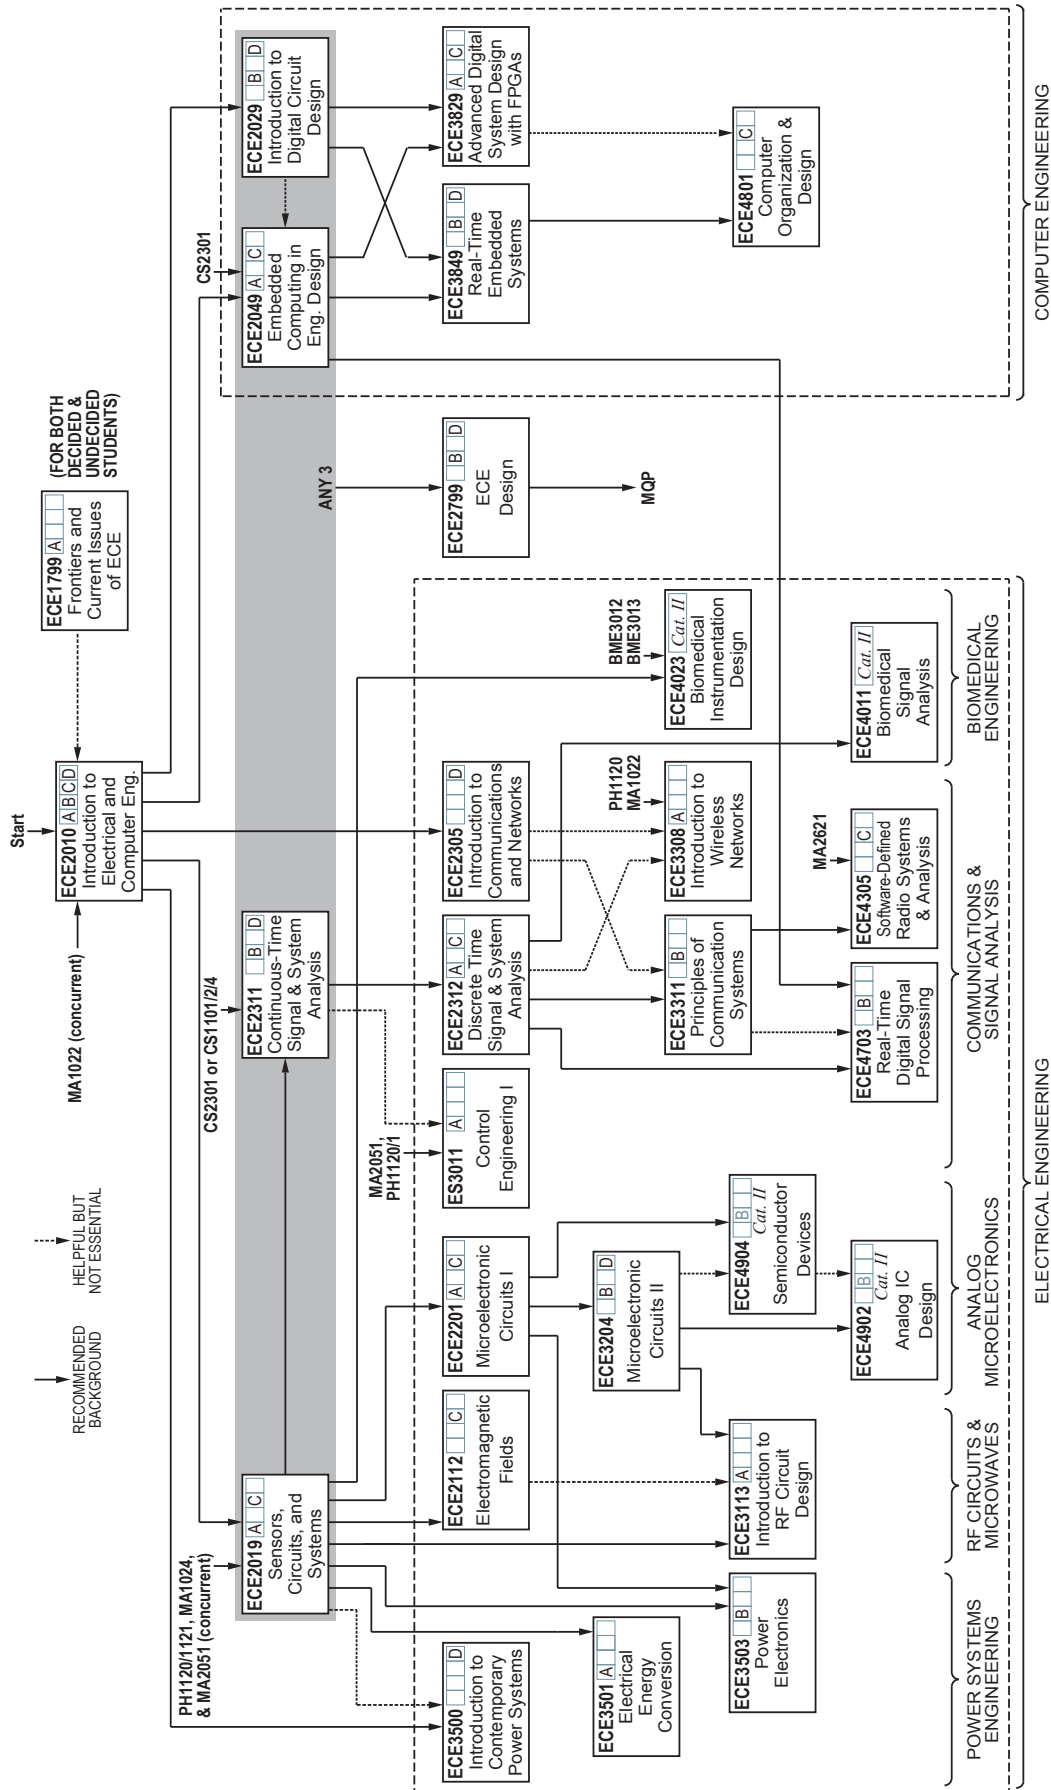 Start
MA1022 (concurrent)
ECE2010 A B C D
Introduction to
Electrical and
Computer Eng.
ECE1799 A
Frontiers and
Current Issues
of ECE
(FOR BOTH
DECIDED &
UNDECIDED
STUDENTS)
RECOMMENDED
BACKGROUND
HELPFUL BUT
NOT ESSENTIAL
PH1120/1121, MA1024,
& MA2051 (concurrent)
CS2301 or CS110/2/4
CS2301
ECE2019 A C
Sensors,
Circuits, and
Systems
ECE2311 B D
Continuous-Time
Signal & System
Analysis
ECE2049 A C
Embedded
Computing in
Eng. Design
ECE2029 B D
Introduction to
Digital Circuit
Design
ANY 3
MA2051,
PH1120/1
ECE3500 D
Introduction to
Contemporary
Power Systems
ECE2112 C
Electromagnetic
Fields
ECE2201 A C
Microelectronic
Circuits I
ES3011 A
Control
Engineering I
ECE2312 A C
Discrete Time
Signal & System
Analysis
ECE2305 D
Introduction to
Communications
and Networks
ECE2799 B D
ECE
Design
ECE3849 B D
Real-Time
Embedded
Systems
ECE3829 A C
Advanced Digital
System Design
with FPGAs
MQP
ECE3501 A
Electrical
Energy
Conversion
ECE3204 B D
Microelectronic
Circuits II
PH1120
MA1022
BME3012
BME3013
ECE3311 B
Principles of
Communication
Systems
ECE3308 A
Introduction to
Wireless
Networks
ECE4023 Cat. II
Biomedical
Instrumentation
Design
ECE3503 B
Power
Electronics
ECE3113 A
Introduction to
RF Circuit
Design
ECE4904 B
Cat. II
Semiconductor
Devices
ECE4801 C
Computer
Organization &
Design
MA2621
ECE4902 B
Cat. II
Analog IC
Design
ECE4703 B
Real-Time
Digital Signal
Processing
ECE4305 C
Software-Defined
Radio Systems
& Analysis
ECE4011 Cat. II
Biomedical
Signal
Analysis
POWER SYSTEMS
ENGINEERING
RF CIRCUITS &
MICROWAVES
ANALOG
MICROELECTRONICS
COMMUNICATIONS &
SIGNAL ANALYSIS
BIOMEDICAL
ENGINEERING
ELECTRICAL ENGINEERING
COMPUTER ENGINEERING